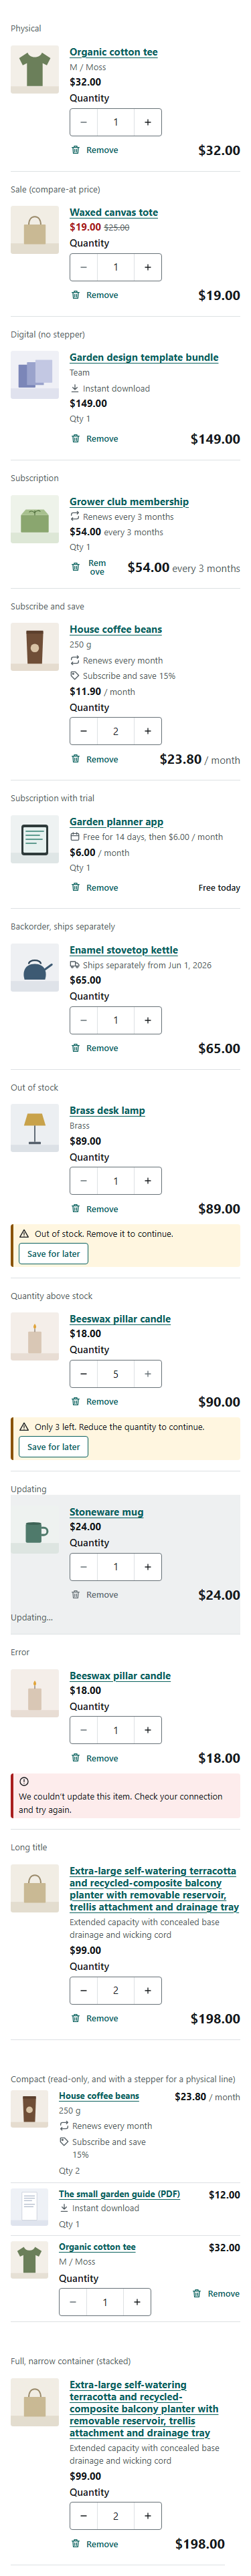 Physical
Organic cotton tee
M / Moss
$32.00
Quantity
− 1 +
Remove $32.00
Sale (compare-at price)
Waxed canvas tote
$19.00 $25.00
Quantity
− 1 +
Remove $19.00
Digital (no stepper)
Garden design template bundle
Team
Instant download
$149.00
Qty 1
Remove $149.00
Subscription
Grower club membership
Renews every 3 months
$54.00 every 3 months
Qty 1
Rem
ove
$54.00 every 3 months
Subscribe and save
House coffee beans
250 g
Renews every month
Subscribe and save 15%
$11.90 / month
Quantity
− 2 +
Remove $23.80 / month
Subscription with trial
Garden planner app
Free for 14 days, then $6.00 / month
$6.00 / month
Qty 1
Remove Free today
Backorder, ships separately
Enamel stovetop kettle
Ships separately from Jun 1, 2026
$65.00
Quantity
− 1 +
Remove $65.00
Out of stock
Brass desk lamp
Brass
$89.00
Quantity
− 1 +
Remove $89.00
Out of stock. Remove it to continue.
Save for later
Quantity above stock
Beeswax pillar candle
$18.00
Quantity
− 5 +
Remove $90.00
Only 3 left. Reduce the quantity to continue.
Save for later
Updating
Stoneware mug
$24.00
Quantity
− 1 +
Remove $24.00
Updating...
Error
Beeswax pillar candle
$18.00
Quantity
− 1 +
Remove $18.00
We couldn't update this item. Check your connection
and try again.
Long title
Extra-large self-watering terracotta
and recycled-composite balcony
planter with removable reservoir,
trellis attachment and drainage tray
Extended capacity with concealed base
drainage and wicking cord
$99.00
Quantity
− 2 +
Remove $198.00
Compact (read-only, and with a stepper for a physical line)
House coffee beans $23.80 / month
250 g
Renews every month
Subscribe and save
15%
Qty 2
The small garden guide (PDF) $12.00
Instant download
Qty 1
Organic cotton tee $32.00
M / Moss
Quantity
− 1 +
Remove
Full, narrow container (stacked)
Extra-large self-watering
terracotta and recycled-
composite balcony planter with
removable reservoir, trellis
attachment and drainage tray
Extended capacity with concealed base
drainage and wicking cord
$99.00
Quantity
− 2 +
Remove $198.00